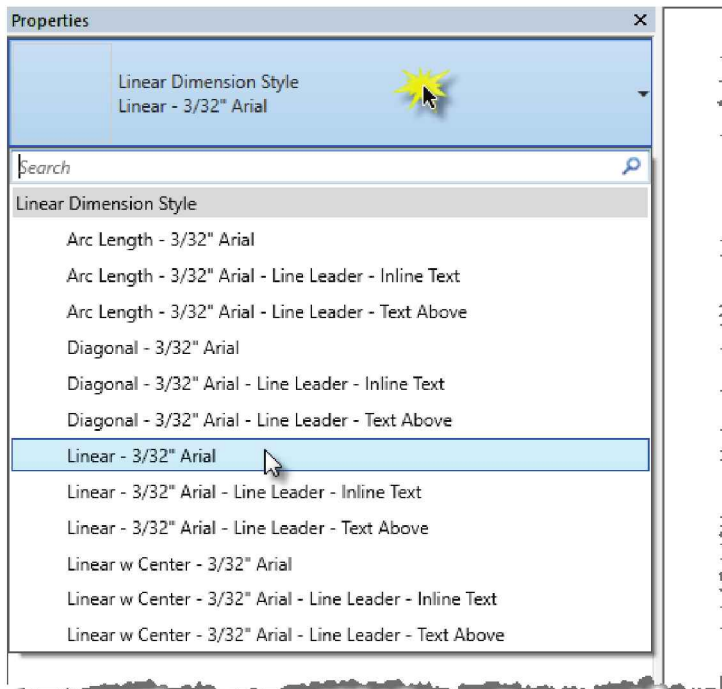 Properties
Linear Dimension Style
Linear - 3/32" Arial
Search
Linear Dimension Style
Arc Length - 3/32" Arial
Arc Length - 3/32" Arial - Line Leader - Inline Text
Arc Length - 3/32" Arial - Line Leader - Text Above
Diagonal - 3/32" Arial
Diagonal - 3/32" Arial - Line Leader - Inline Text
Diagonal - 3/32" Arial - Line Leader - Text Above
Linear - 3/32" Arial
Linear - 3/32" Arial - Line Leader - Inline Text
Linear - 3/32" Arial - Line Leader - Text Above
Linear w Center - 3/32" Arial
Linear w Center - 3/32" Arial - Line Leader - Inline Text
Linear w Center - 3/32" Arial - Line Leader - Text Above